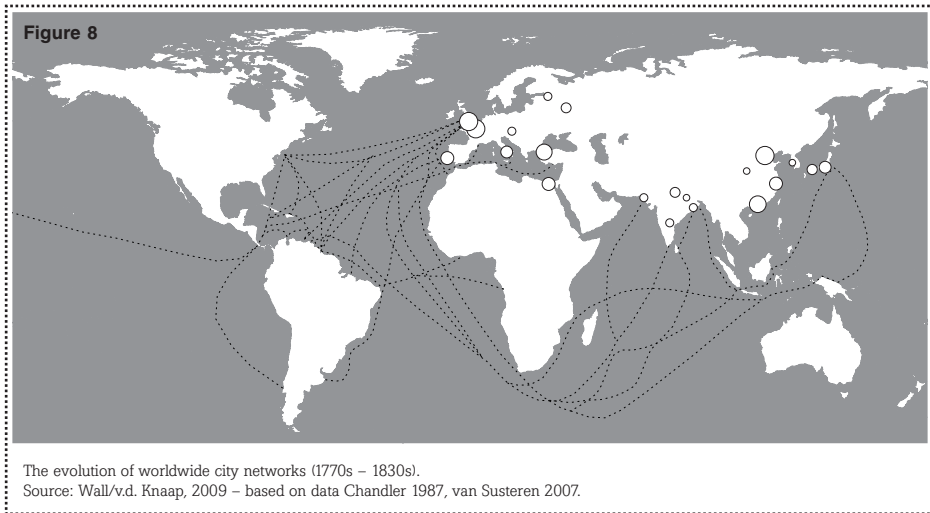 Figure 8
The evolution of worldwide city networks (1770s – 1830s).
Source: Wall/v.d. Knaap, 2009 – based on data Chandler 1987, van Susteren 2007.